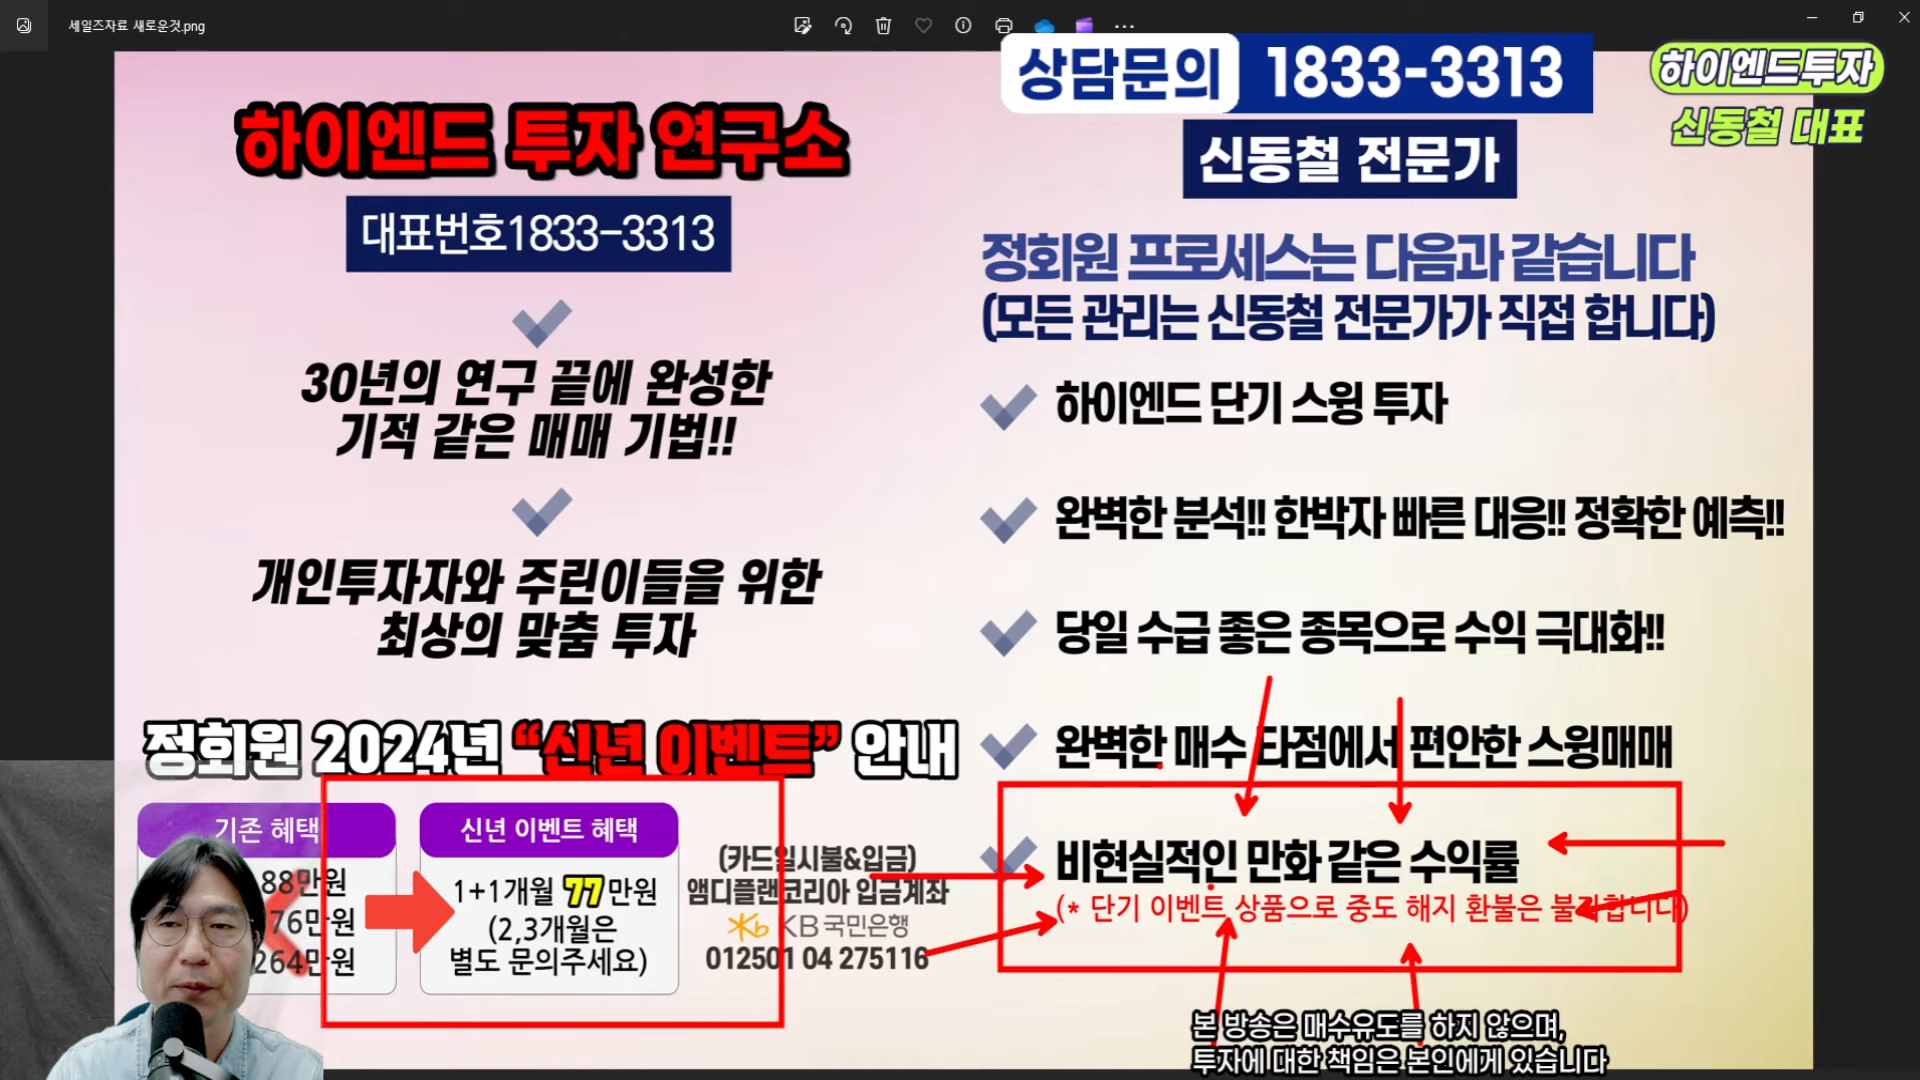 세일즈자료 새로운것.png
상담문의 1833-3313
하이엔드투자
신동철 대표
하이엔드 투자 연구소
대표번호1833-3313
30년의 연구 끝에 완성한
기적 같은 매매 기법!!
개인투자자와 주린이들을 위한
최상의 맞춤 투자
정회원 2024년 “신년 이벤트” 안내
기존 혜택
88만원
76만원
264만원
신년 이벤트 혜택
1+1개월 77만원
(2,3개월은
별도 문의주세요)
(카드일시불&입금)
앱디플랜코리아 입금계좌
KB국민은행
012501 04 275116
신동철 전문가
정회원 프로세스는 다음과 같습니다
(모든 관리는 신동철 전문가가 직접 합니다)
하이엔드 단기 스윙 투자
완벽한 분석!! 한박자 빠른 대응!! 정확한 예측!!
당일 수급 좋은 종목으로 수익 극대화!!
완벽한 매수 타점에서 편안한 스윙매매
비현실적인 만화 같은 수익률
(* 단기 이벤트 상품으로 중도 해지 환불은 불가합니다)
본 방송은 매수유도를 하지 않으며,
투자에 대한 책임은 본인에게 있습니다